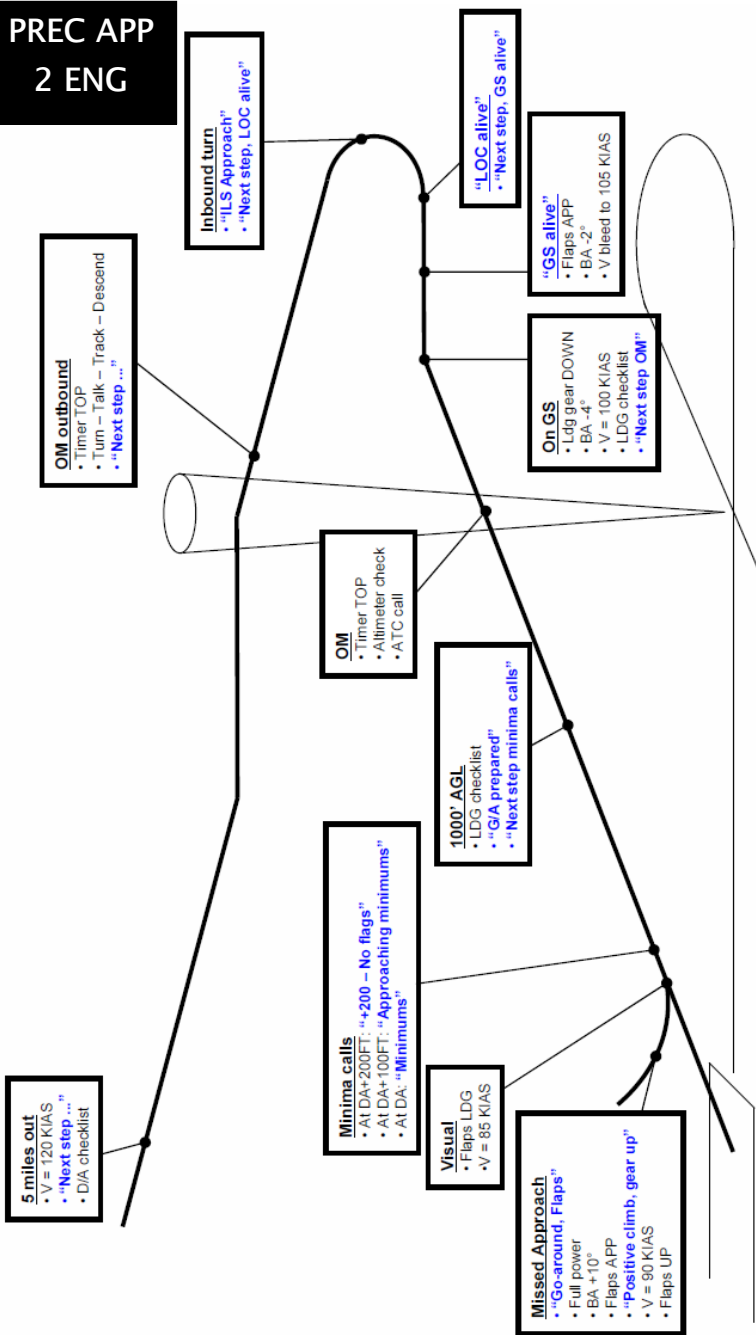 PREC APP
2 ENG
5 miles out
• V = 120 KIAS
• “Next step ...”
• D/A checklist
OM outbound
• Timer TOP
• Turn – Talk – Track – Descend
• “Next step ...”
Inbound turn
• “ILS Approach”
• “Next step, LOC alive”
“LOC alive”
• “Next step, GS alive”
“GS alive”
• Flaps APP
• BA -2°
• V bleed to 105 KIAS
On GS
• Ldg gear DOWN
• BA -4°
• V = 100 KIAS
• LDG checklist
• “Next step OM”
OM
• Timer TOP
• Altimeter check
• ATC call
1000’ AGL
• LDG checklist
• “G/A prepared”
• “Next step minima calls”
Minima calls
• At DA+200FT: “+200 – No flags”
• At DA+100FT: “Approaching minimums”
• At DA: “Minimums”
Visual
• Flaps LDG
•V = 85 KIAS
Missed Approach
• “Go-around, Flaps”
• Full power
• BA +10°
• Flaps APP
• “Positive climb, gear up”
• V = 90 KIAS
• Flaps UP